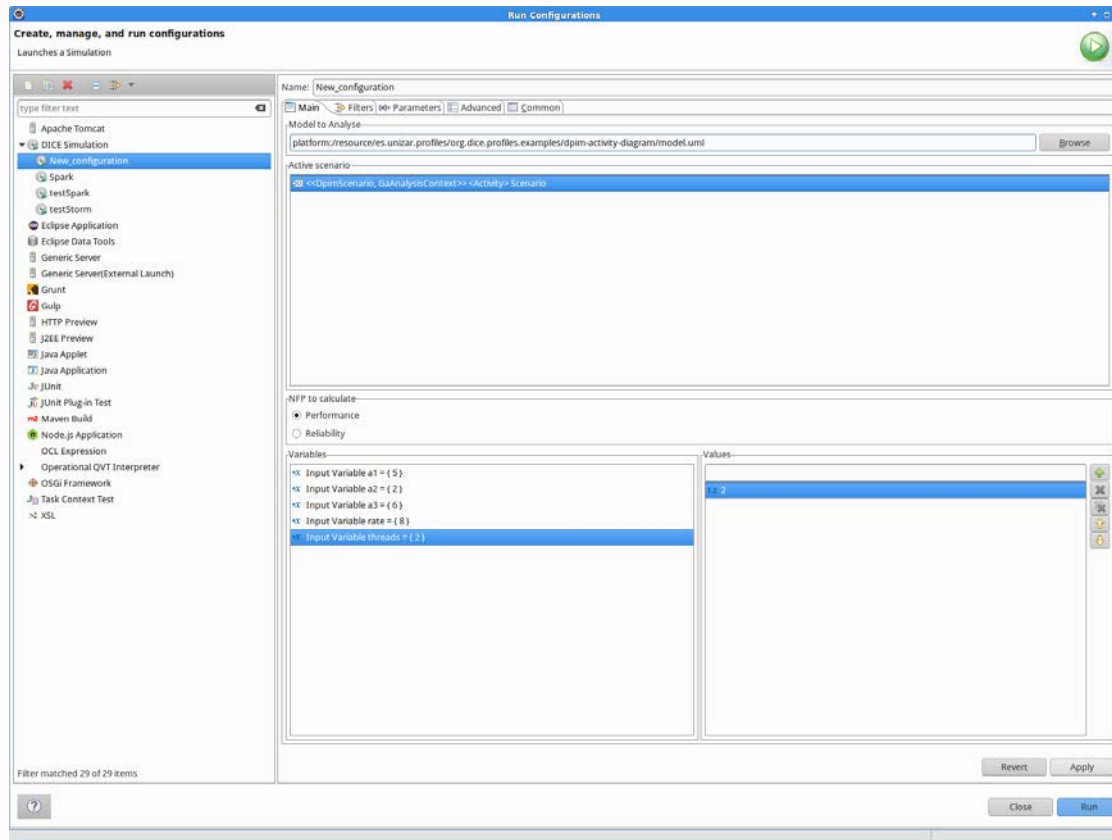 Run Configurations
Create, manage, and run configurations
Launches a Simulation
Name: New_configuration
type filter text
Main Filters (x)= Parameters Advanced Common
Apache Tomcat
Model to Analyse
DICE Simulation
platform:/resource/es.unizar.profiles/org.dice.profiles.examples/dpim-activity-diagram/model.uml
Browse
New_configuration
Active scenario
Spark
<<DpimScenario, GaAnalysisContext>> <Activity> Scenario
testSpark
testStorm
Eclipse Application
Eclipse Data Tools
Generic Server
Generic Server(External Launch)
Grunt
Gulp
HTTP Preview
J2EE Preview
Java Applet
Java Application
JUnit
JUnit Plug-in Test
NFP to calculate
Performance
Maven Build
Reliability
Node.js Application
OCL Expression
Variables
Values
Operational QVT Interpreter
Input Variable a1 = { 5 }
OSGi Framework
Input Variable a2 = { 2 }
2
Task Context Test
Input Variable a3 = { 6 }
XSL
Input Variable rate = { 8 }
Input Variable threads = { 2 }
Filter matched 29 of 29 items
Revert
Apply
?
Close
Run